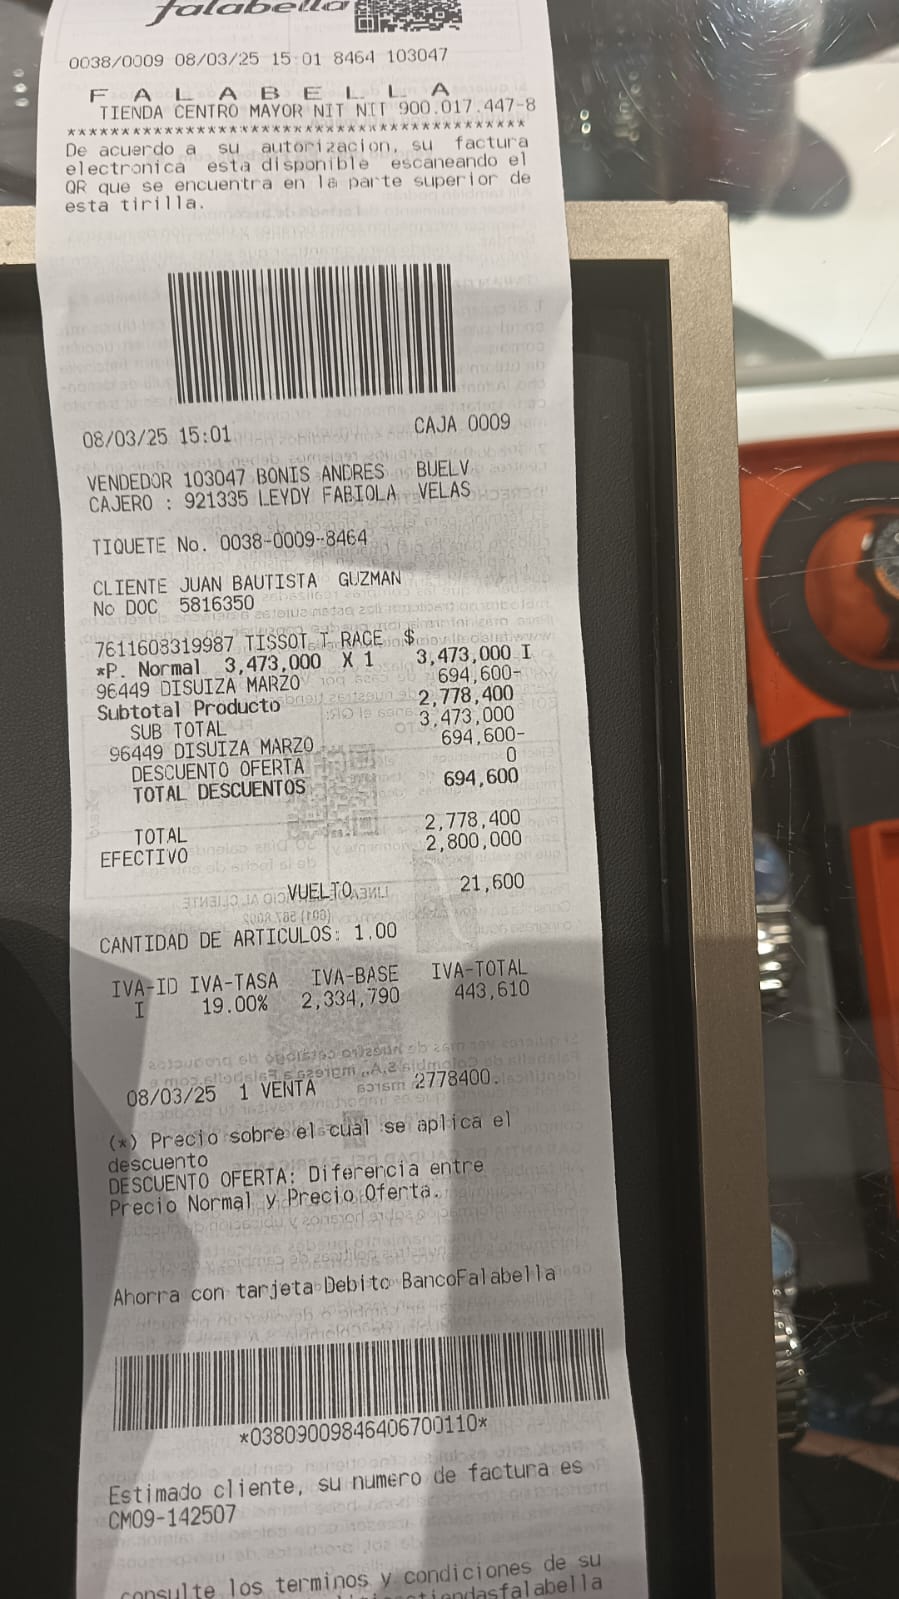 falabella
0038/0009 08/03/25 15:01 8464 103047
F A L A B E L L A
TIENDA CENTRO MAYOR NIT NIT 900.017.447-8
******************************************
De acuerdo a su autorizacion, su factura
electronica esta disponible escaneando el
QR que se encuentra en la parte superior de
esta tirilla.
08/03/25 15:01 CAJA 0009
VENDEDOR 103047 BONIS ANDRES BUELV
CAJERO : 921335 LEYDY FABIOLA VELAS
TIQUETE No. 0038-0009-8464
CLIENTE JUAN BAUTISTA GUZMAN
No DOC 5816350
7611608319987 TISSOT T RACE $
*P. Normal 3,473,000 X 1 3,473,000 I
96449 DISUIZA MARZO 694,600-
Subtotal Producto 2,778,400
SUB TOTAL 3,473,000
96449 DISUIZA MARZO 694,600-
DESCUENTO OFERTA 0
TOTAL DESCUENTOS 694,600
TOTAL 2,778,400
EFECTIVO 2,800,000
VUELTO 21,600
CANTIDAD DE ARTICULOS: 1.00
IVA-ID IVA-TASA IVA-BASE IVA-TOTAL
I 19.00% 2,334,790 443,610
08/03/25 1 VENTA 2778400.
(*) Precio sobre el cual se aplica el
descuento
DESCUENTO OFERTA: Diferencia entre
Precio Normal y Precio Oferta.
Ahorra con tarjeta Debito BancoFalabella
*03809009846406700110*
Estimado cliente, su numero de factura es
CM09-142507
consulte los terminos y condiciones de su
tiendasfalabella